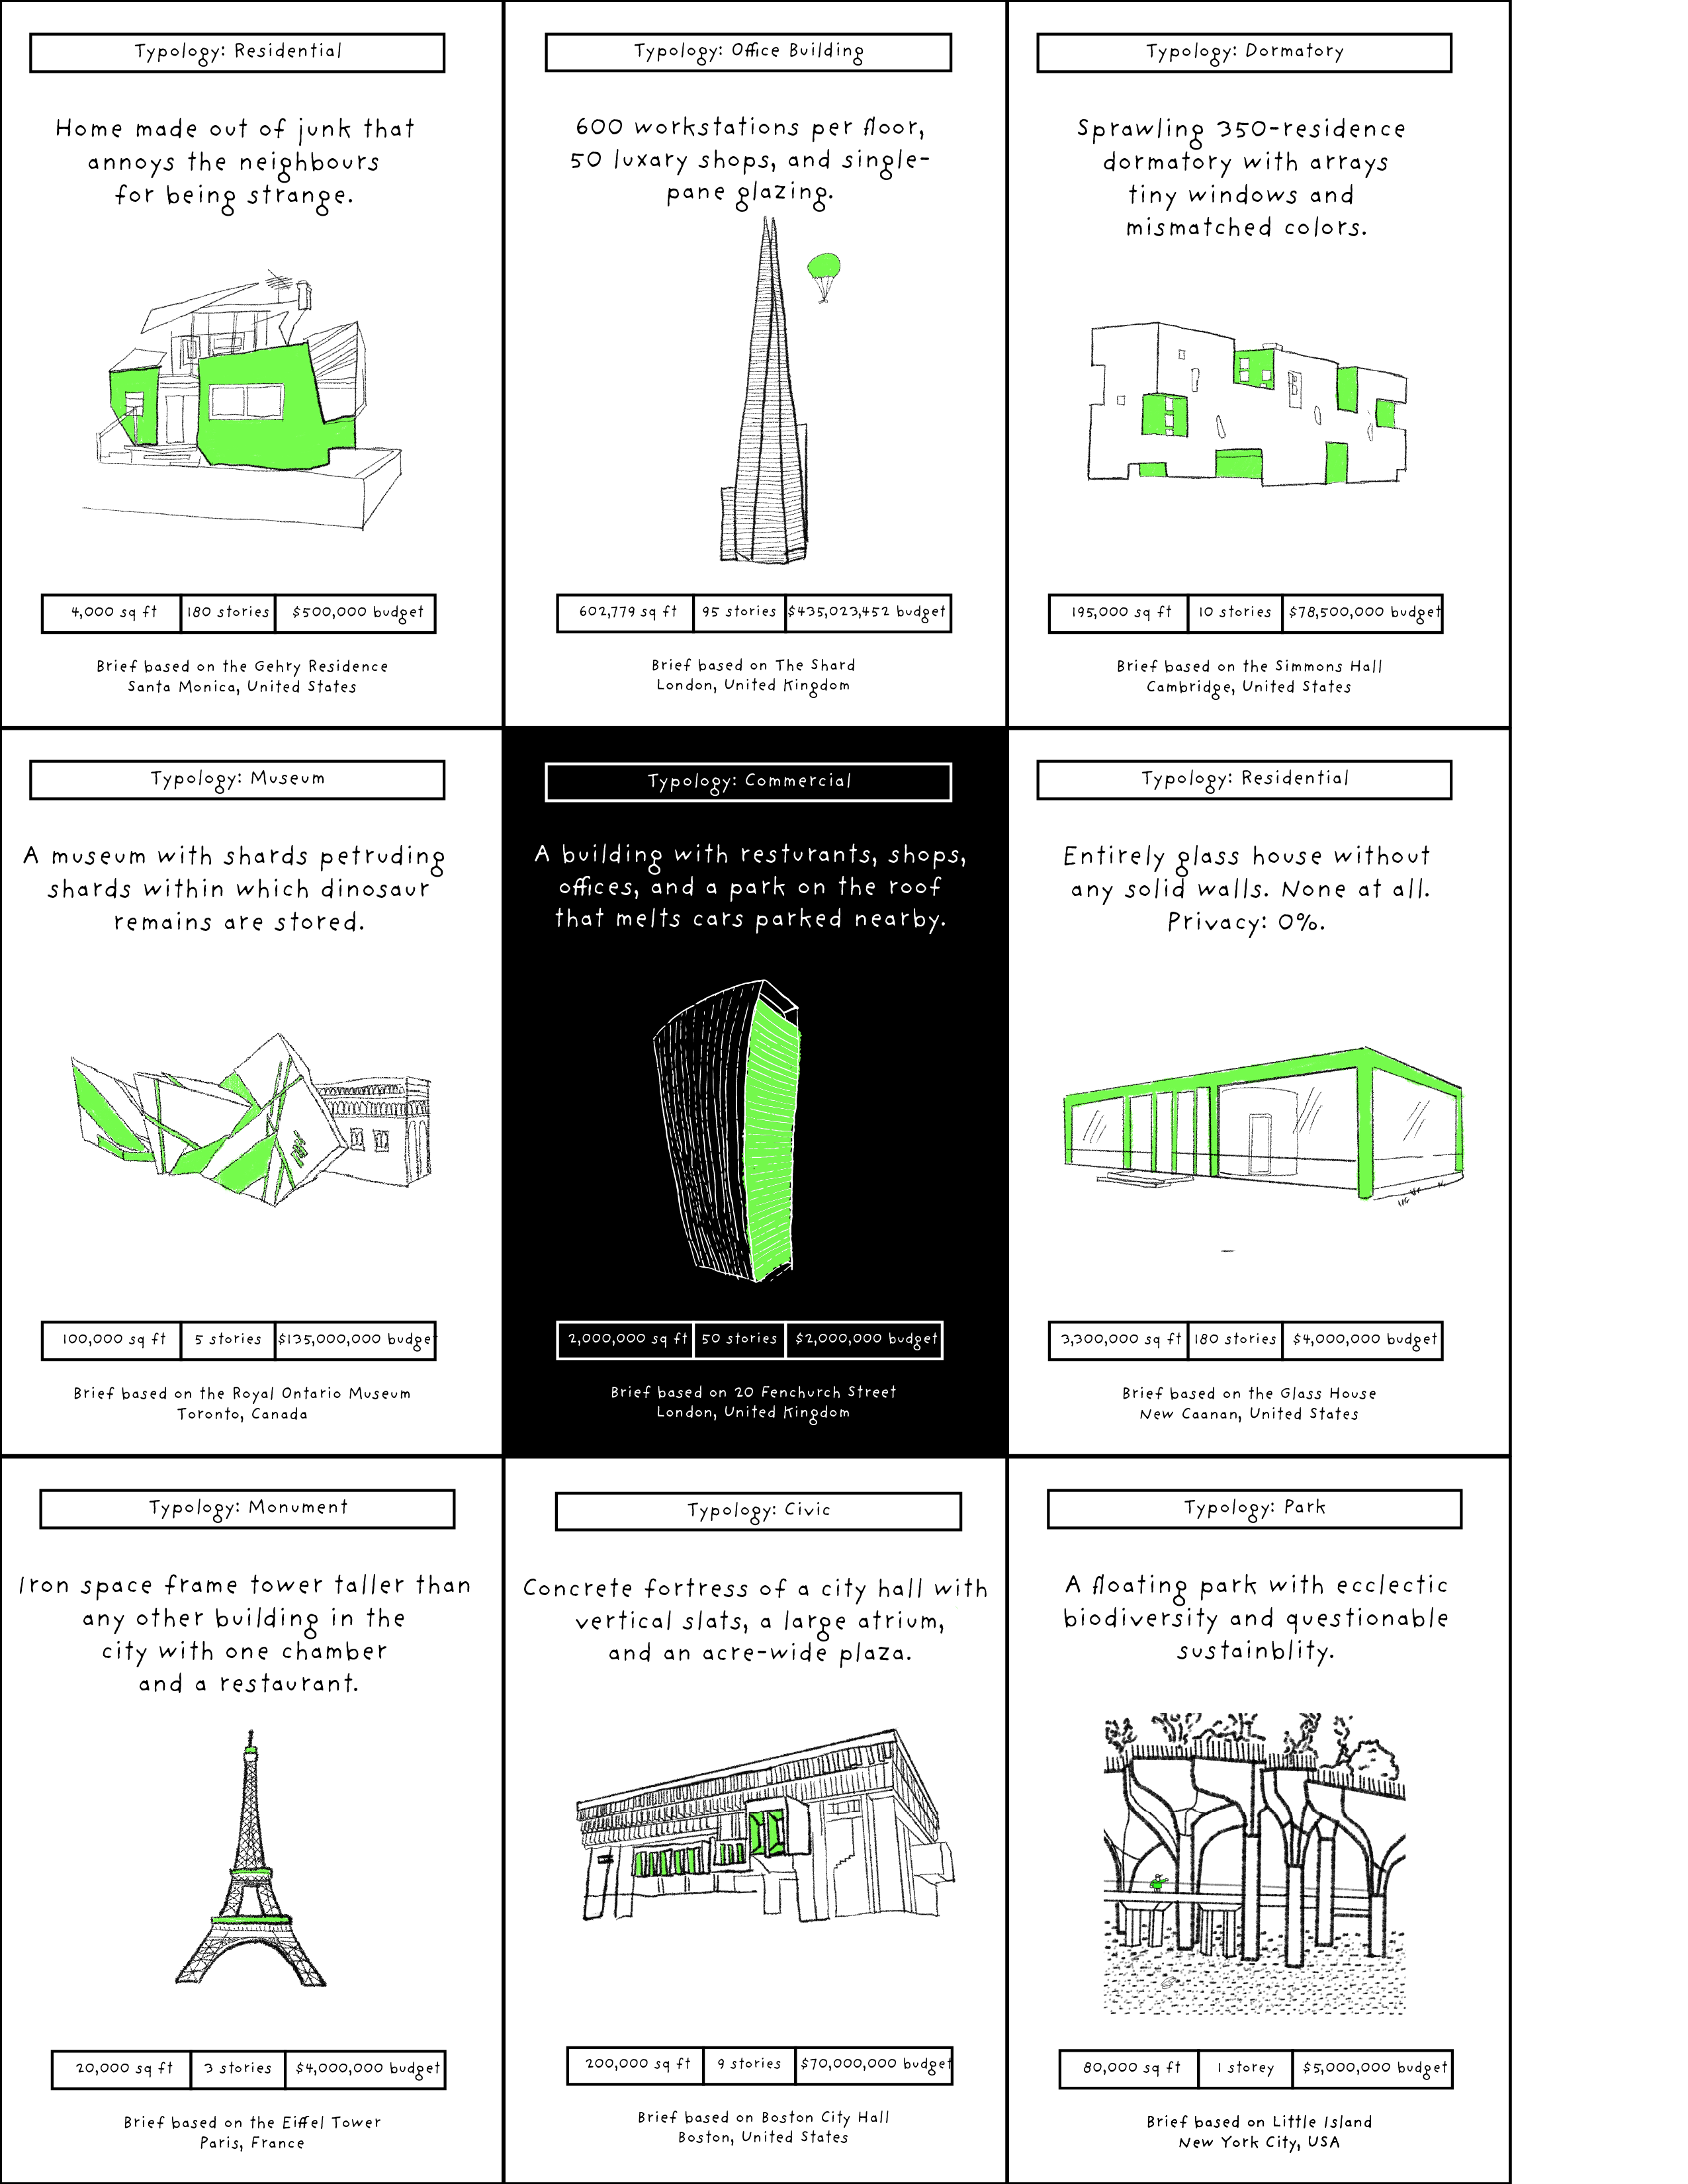 Typology: Residential
Home made out of junk that
annoys the neighbours
for being strange.
4,000 sq ft
180 stories
$500,000 budget
Brief based on the Gehry Residence
Santa Monica, United States
Typology: Office Building
600 workstations per floor,
50 luxary shops, and single-
pane glazing.
602,779 sq ft
95 stories
$435,023,452 budget
Brief based on The Shard
London, United Kingdom
Typology: Dormatory
Sprawling 350-residence
dormatory with arrays
tiny windows and
mismatched colors.
195,000 sq ft
10 stories
$78,500,000 budget
Brief based on the Simmons Hall
Cambridge, United States
Typology: Museum
A museum with shards petruding
shards within which dinosaur
remains are stored.
100,000 sq ft
5 stories
$135,000,000 budget
Brief based on the Royal Ontario Museum
Toronto, Canada
Typology: Commercial
A building with resturants, shops,
offices, and a park on the roof
that melts cars parked nearby.
2,000,000 sq ft
50 stories
$2,000,000 budget
Brief based on 20 Fenchurch Street
London, United Kingdom
Typology: Residential
Entirely glass house without
any solid walls. None at all.
Privacy: 0%.
3,300,000 sq ft
180 stories
$4,000,000 budget
Brief based on the Glass House
New Caanan, United States
Typology: Monument
Iron space frame tower taller than
any other building in the
city with one chamber
and a restaurant.
20,000 sq ft
3 stories
$4,000,000 budget
Brief based on the Eiffel Tower
Paris, France
Typology: Civic
Concrete fortress of a city hall with
vertical slats, a large atrium,
and an acre-wide plaza.
200,000 sq ft
9 stories
$70,000,000 budget
Brief based on Boston City Hall
Boston, United States
Typology: Park
A floating park with ecclectic
biodiversity and questionable
sustainblity.
80,000 sq ft
1 storey
$5,000,000 budget
Brief based on Little Island
New York City, USA